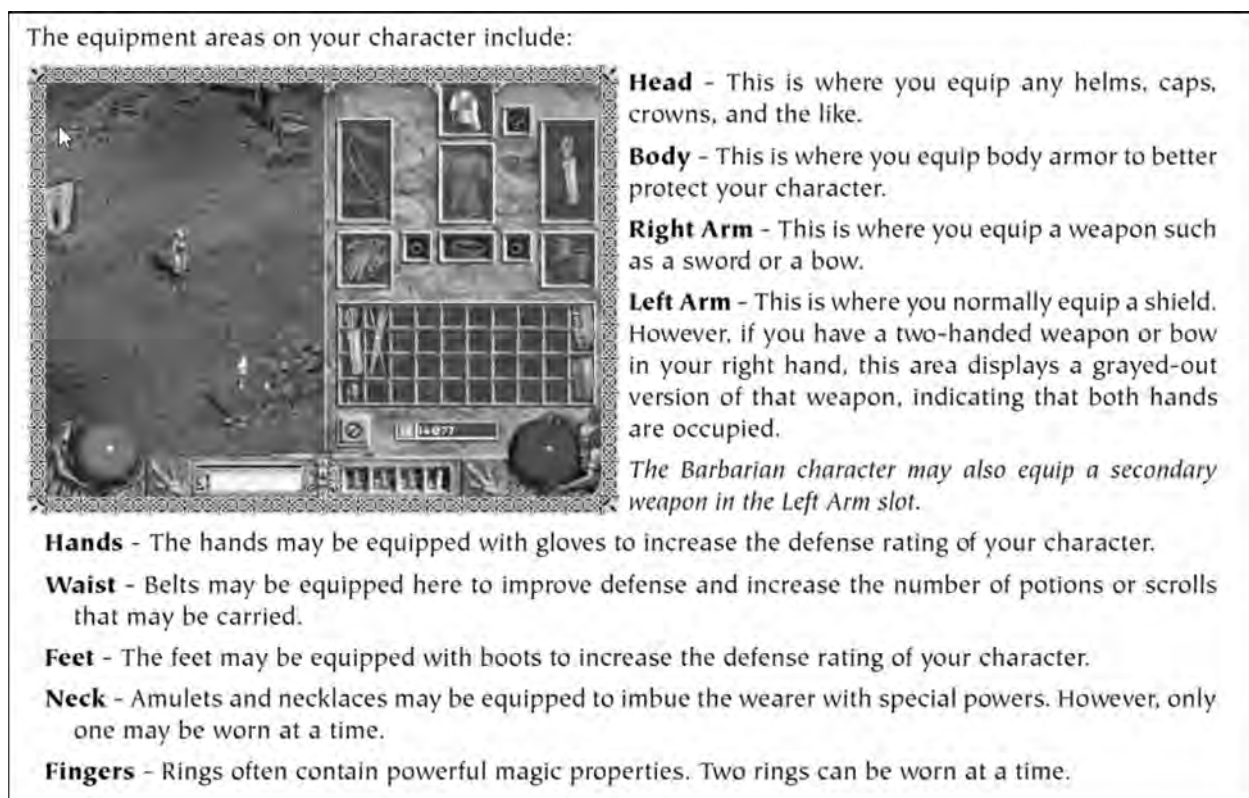 The equipment areas on your character include:
Head - This is where you equip any helms, caps,
crowns, and the like.
Body - This is where you equip body armor to better
protect your character.
Right Arm - This is where you equip a weapon such
as a sword or a bow.
Left Arm - This is where you normally equip a shield.
However, if you have a two-handed weapon or bow
in your right hand, this area displays a grayed-out
version of that weapon, indicating that both hands
are occupied.
The Barbarian character may also equip a secondary
weapon in the Left Arm slot.
Hands - The hands may be equipped with gloves to increase the defense rating of your character.
Waist - Belts may be equipped here to improve defense and increase the number of potions or scrolls
that may be carried.
Feet - The feet may be equipped with boots to increase the defense rating of your character.
Neck - Amulets and necklaces may be equipped to imbue the wearer with special powers. However, only
one may be worn at a time.
Fingers - Rings often contain powerful magic properties. Two rings can be worn at a time.